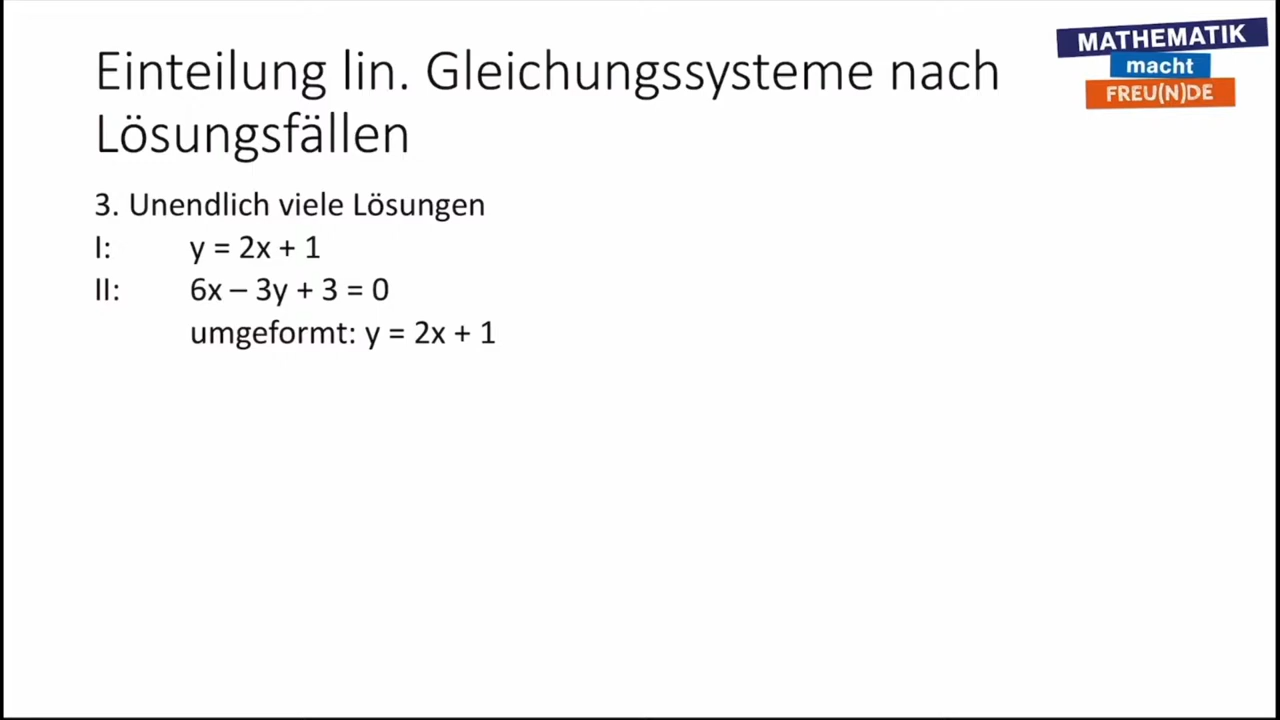 Einteilung lin. Gleichungssysteme nach
Lösungsfällen
MATHEMATIK
macht
FREU(N)DE
3. Unendlich viele Lösungen
I: y = 2x + 1
II: 6x – 3y + 3 = 0
umgeformt: y = 2x + 1